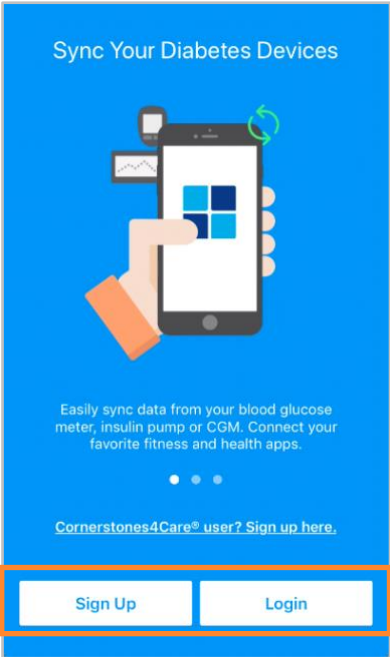 Sync Your Diabetes Devices
Easily sync data from your blood glucose
meter, insulin pump or CGM. Connect your
favorite fitness and health apps.
Cornerstones4Care® user? Sign up here.
Sign Up
Login